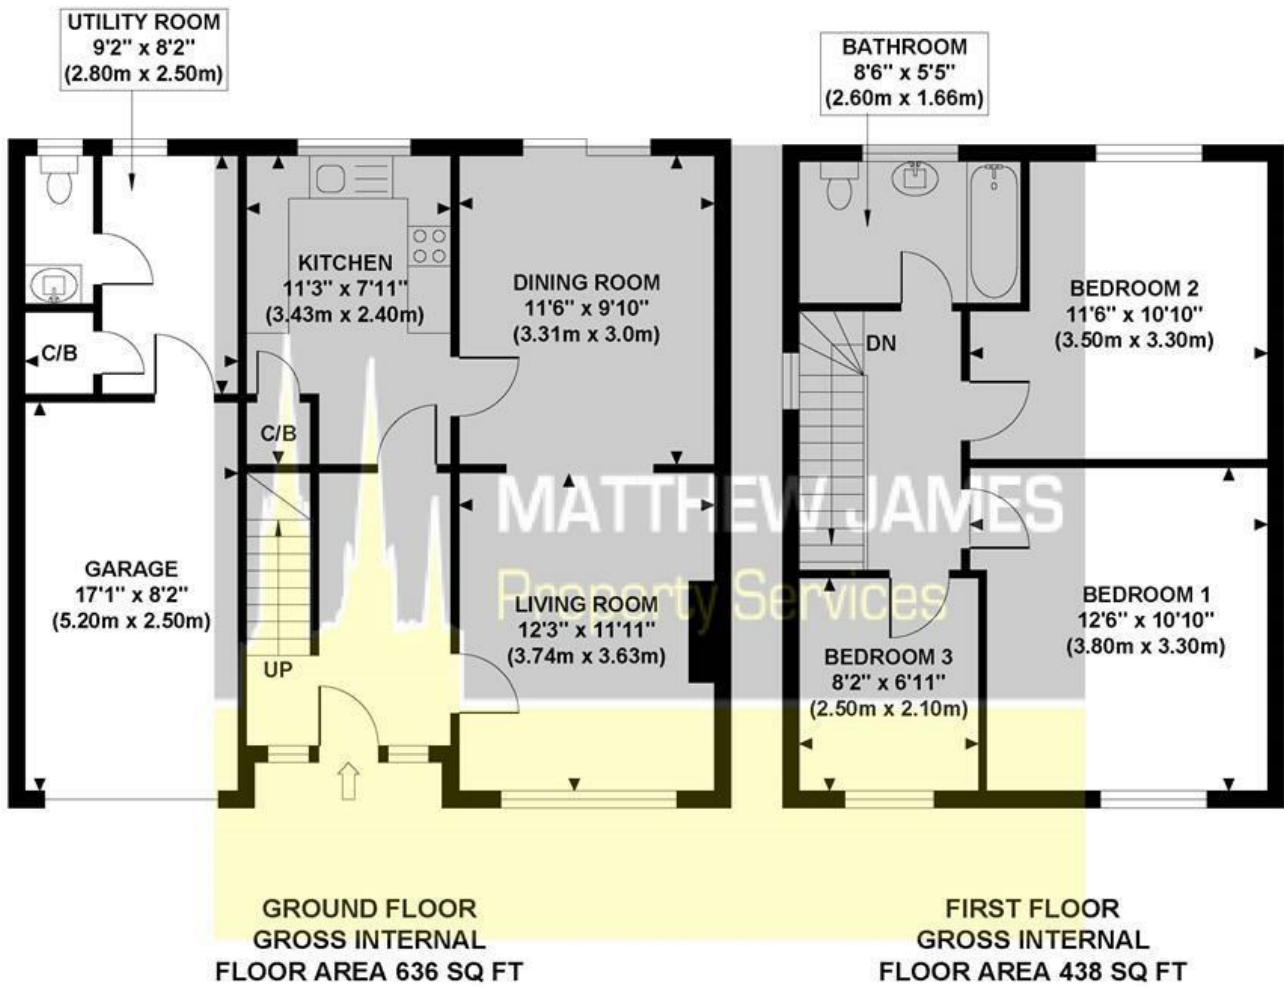 UTILITY ROOM
9'2" x 8'2"
(2.80m x 2.50m)
BATHROOM
8'6" x 5'5"
(2.60m x 1.66m)
KITCHEN
11'3" x 7'11"
(3.43m x 2.40m)
DINING ROOM
11'6" x 9'10"
(3.31m x 3.0m)
BEDROOM 2
11'6" x 10'10"
(3.50m x 3.30m)
C/B
DN
C/B
MATTHEW JAMES
Property Services
GARAGE
17'1" x 8'2"
(5.20m x 2.50m)
UP
LIVING ROOM
12'3" x 11'11"
(3.74m x 3.63m)
BEDROOM 3
8'2" x 6'11"
(2.50m x 2.10m)
BEDROOM 1
12'6" x 10'10"
(3.80m x 3.30m)
GROUND FLOOR
GROSS INTERNAL
FLOOR AREA 636 SQ FT
FIRST FLOOR
GROSS INTERNAL
FLOOR AREA 438 SQ FT